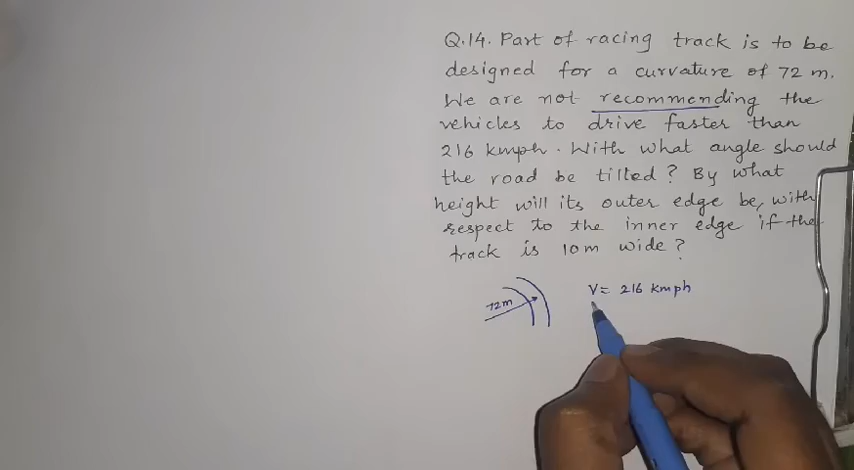 Q.14. Part of racing track is to be
designed for a curvature of 72 m.
We are not recommending the
vehicles to drive faster than
216 kmph. With what angle should
the road be tilled? By what
height will its outer edge be, with
respect to the inner edge if the
track is 10m wide?
72m
V= 216 kmph